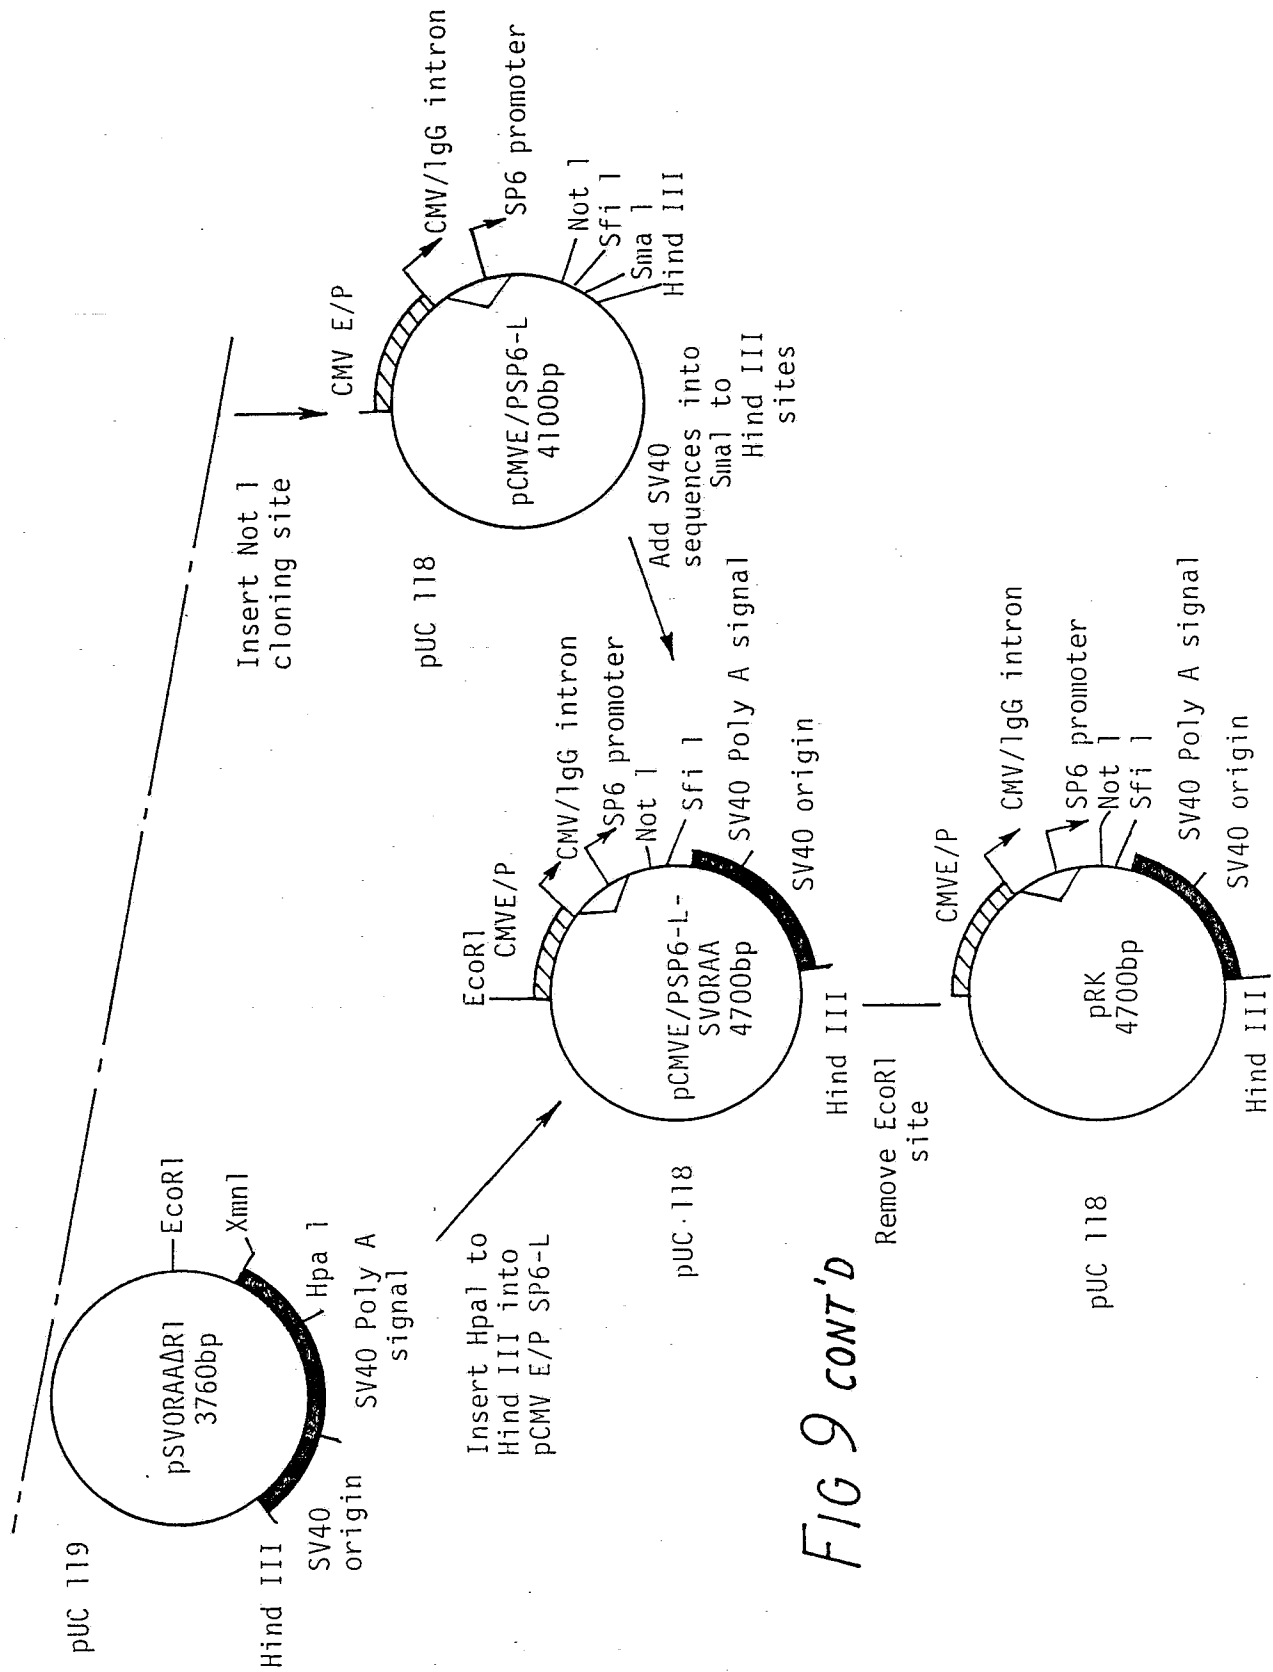 pUC 119
pSVORAAΔR1
3760bp
EcoR1
Xmn1
Hpa 1
SV40 Poly A
signal
SV40
origin
Hind III
Insert Not 1
cloning site
pUC 118
CMV E/P
CMV/1gG intron
SP6 promoter
Not 1
Sfi 1
Sma 1
Hind III
pCMVE/PSP6-L
4100bp
Insert Hpa1 to
Hind III into
pCMV E/P SP6-L
Add SV40
sequences into
Sma1 to
Hind III
sites
EcoR1
CMVE/P
CMV/1gG intron
SP6 promoter
Not 1
Sfi 1
SV40 Poly A signal
SV40 origin
pCMVE/PSP6-L-
SVORAA
4700bp
Hind III
pUC·118
Remove EcoR1
site
CMVE/P
CMV/1gG intron
SP6 promoter
Not 1
Sfi 1
SV40 Poly A signal
SV40 origin
pRK
4700bp
Hind III
pUC 118
FIG 9 CONT'D